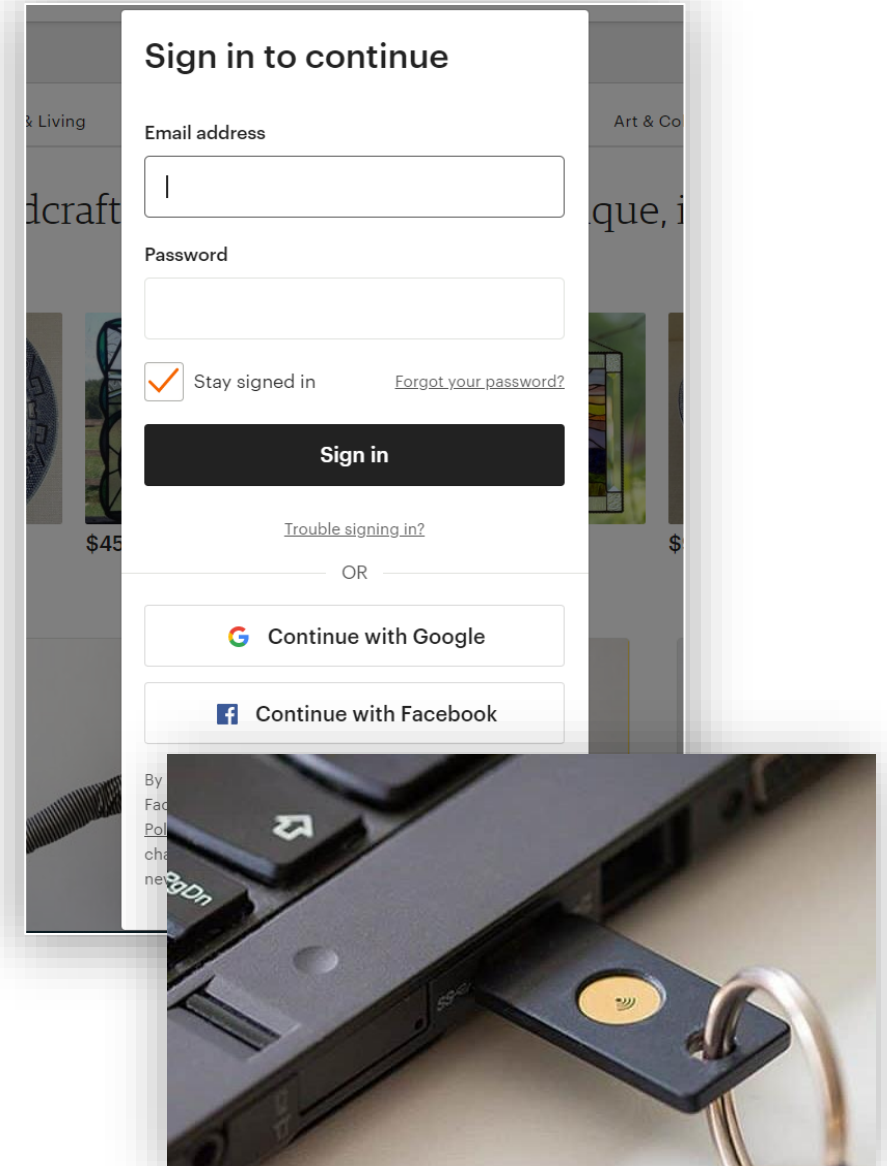 Sign in to continue
& Living
Art & Co
Email address
dcraft
que, i
Password
Stay signed in
Forgot your password?
Sign in
Trouble signing in?
$45
$
OR
Continue with Google
Continue with Facebook
By
Fac
Pol
cha
nev
PgDn